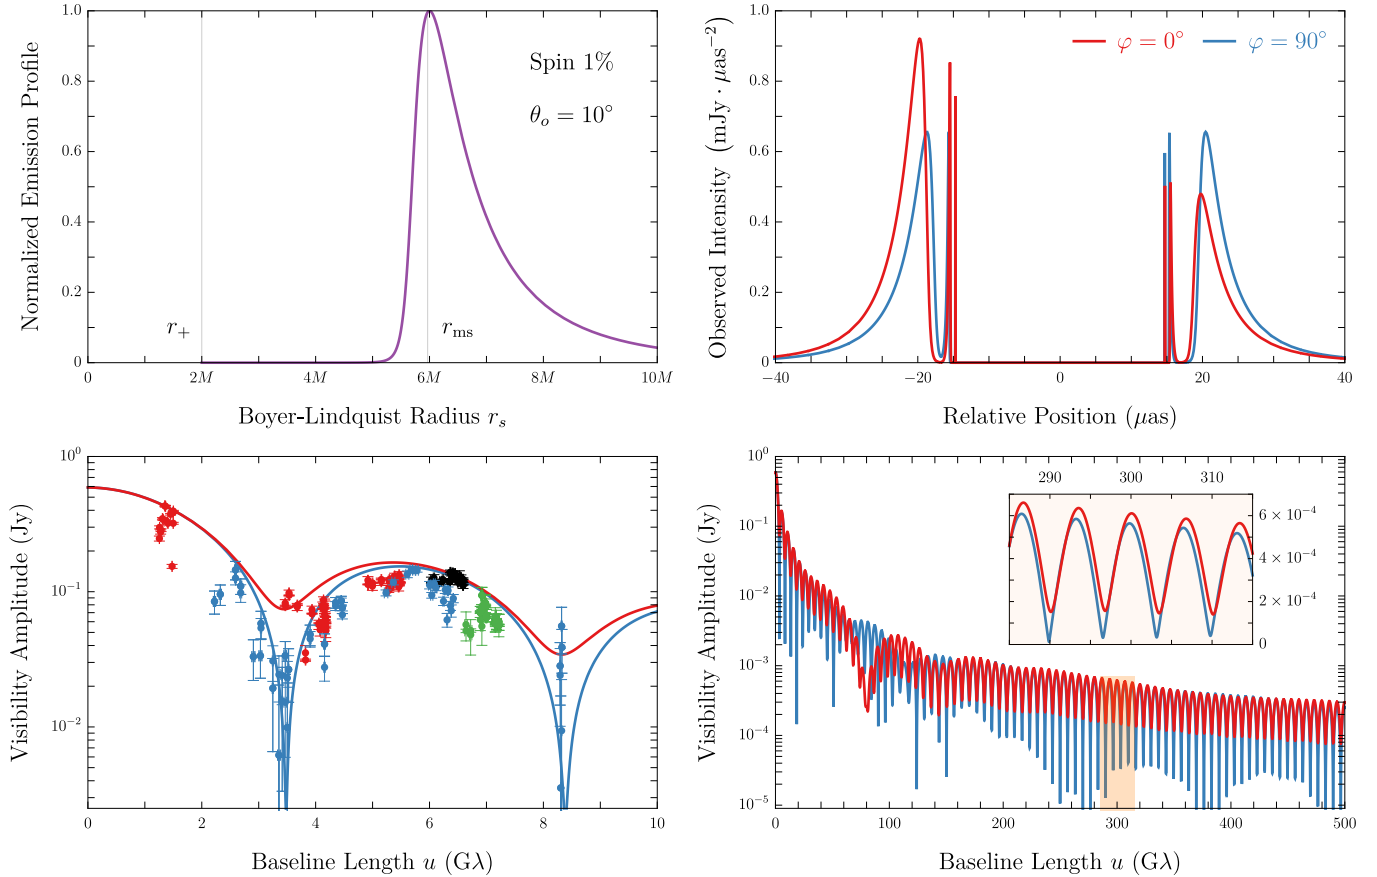 1.0
0.8
0.6
0.4
0.2
0
Normalized Emission Profile
Spin 1%
θₒ = 10°
r₊
r_ms
0
2M
4M
6M
8M
10M
Boyer-Lindquist Radius r_s
1.0
0.8
0.6
0.4
0.2
0
Observed Intensity (mJy · μas⁻²)
φ = 0°
φ = 90°
−40
−20
0
20
40
Relative Position (μas)
10⁰
10⁻¹
10⁻²
Visibility Amplitude (Jy)
0
2
4
6
8
10
Baseline Length u (Gλ)
10⁰
10⁻¹
10⁻²
10⁻³
10⁻⁴
10⁻⁵
Visibility Amplitude (Jy)
290
300
310
6 × 10⁻⁴
4 × 10⁻⁴
2 × 10⁻⁴
0
0
100
200
300
400
500
Baseline Length u (Gλ)